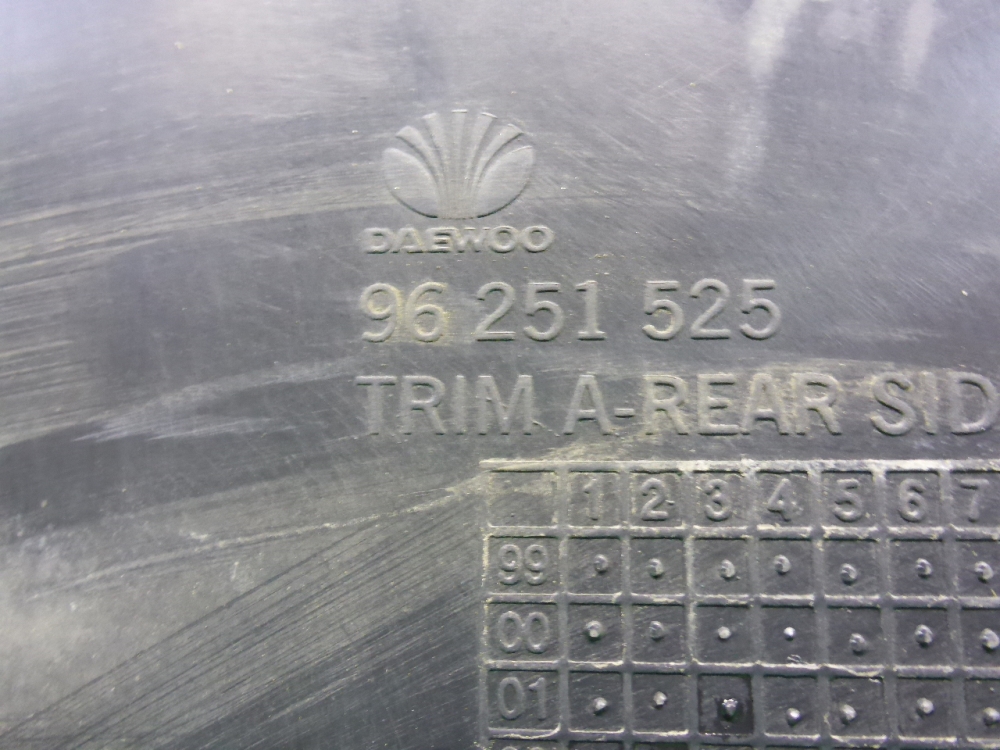 DAEWOO
96 251 525
TRIM A-REAR SID
1 2 3 4 5 6 7
99
00
01